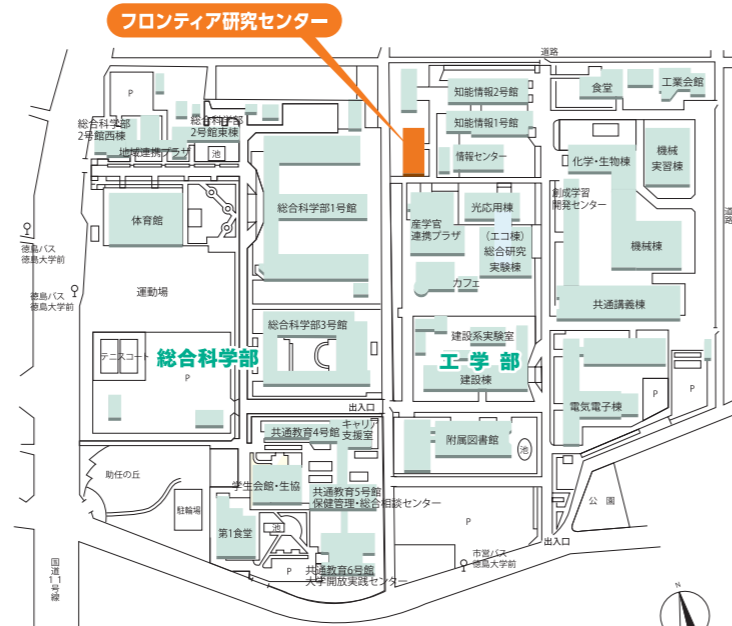 フロンティア研究センター
道路
P
総合科学部
2号館西棟
総合科学部
2号館東棟
地域連携プラザ
池
知能情報2号館
知能情報1号館
情報センター
食堂
工業会館
化学・生物棟
機械
実習棟
創成学習
開発センター
機械棟
道路
体育館
総合科学部1号館
産学官
連携プラザ
光応用棟
(エコ棟)
総合研究
実験棟
カフェ
共通講義棟
徳島バス
徳島大学前
徳島バス
徳島大学前
運動場
テニスコート
総合科学部
P
総合科学部3号館
建設系実験室
工学部
建設棟
電気電子棟
P
P
出入口
共通教育4号館
キャリア
支援室
附属図書館
池
学生会館・生協
共通教育5号館
保健管理・総合相談センター
助任の丘
駐輪場
第1食堂
池
P
共通教育6号館
大学開放実践センター
P
市営バス
徳島大学前
出入口
公園
国道11号線
N